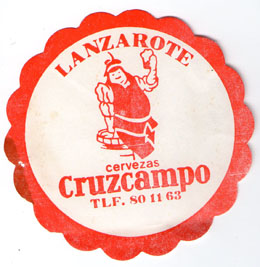 LANZAROTE
cervezas
Cruzcampo
TLF. 80 11 63